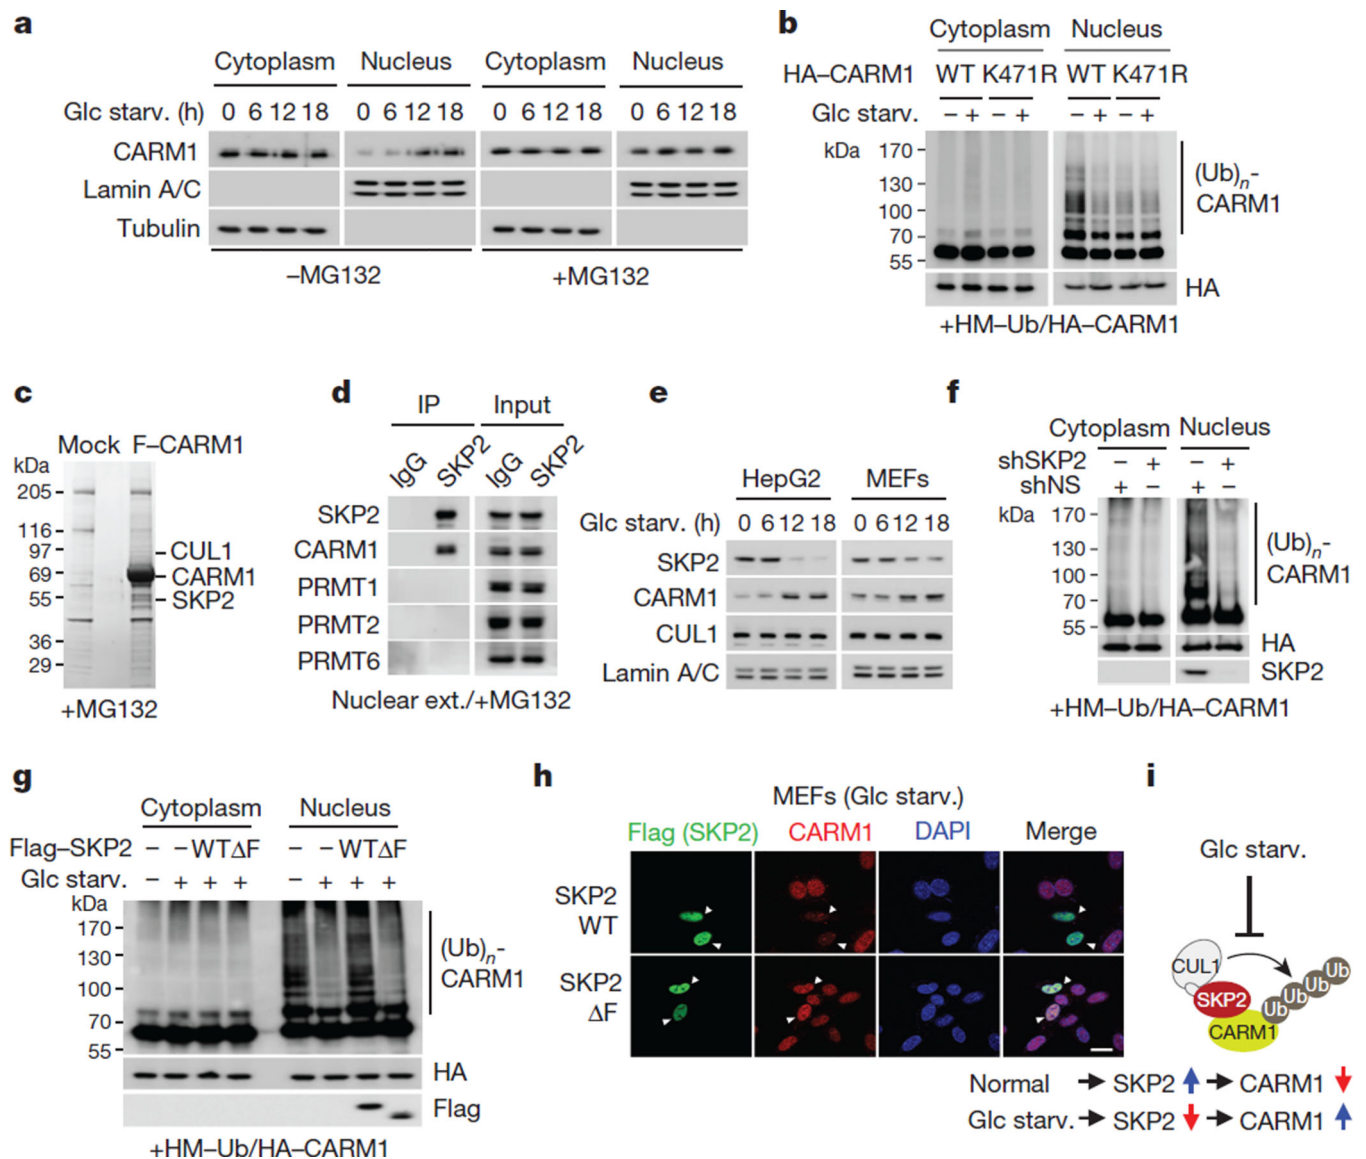 a
Cytoplasm Nucleus Cytoplasm Nucleus
Glc starv. (h) 0 6 12 18 0 6 12 18 0 6 12 18 0 6 12 18
CARM1
Lamin A/C
Tubulin
–MG132 +MG132
b
Cytoplasm Nucleus
HA–CARM1 WT K471R WT K471R
Glc starv. – + – + – + – +
kDa
170
130
100
70
55
(Ub)n-
CARM1
HA
+HM–Ub/HA–CARM1
c
Mock F–CARM1
kDa
205
116
97
69
55
36
29
CUL1
CARM1
SKP2
+MG132
d
IP Input
IgG SKP2 IgG SKP2
SKP2
CARM1
PRMT1
PRMT2
PRMT6
Nuclear ext./+MG132
e
HepG2 MEFs
Glc starv. (h) 0 6 12 18 0 6 12 18
SKP2
CARM1
CUL1
Lamin A/C
f
Cytoplasm Nucleus
shSKP2 – + – +
shNS + – + –
kDa
170
130
100
70
55
(Ub)n-
CARM1
HA
SKP2
+HM–Ub/HA–CARM1
g
Cytoplasm Nucleus
Flag–SKP2 – – WT ΔF – – WT ΔF
Glc starv. – + + + – + + +
kDa
170
130
100
70
55
(Ub)n-
CARM1
HA
Flag
+HM–Ub/HA–CARM1
h
MEFs (Glc starv.)
Flag (SKP2) CARM1 DAPI Merge
SKP2
WT
SKP2
ΔF
i
Glc starv.
CUL1
SKP2
CARM1
Ub Ub Ub Ub
Normal → SKP2 ↑ → CARM1 ↓
Glc starv. → SKP2 ↓ → CARM1 ↑